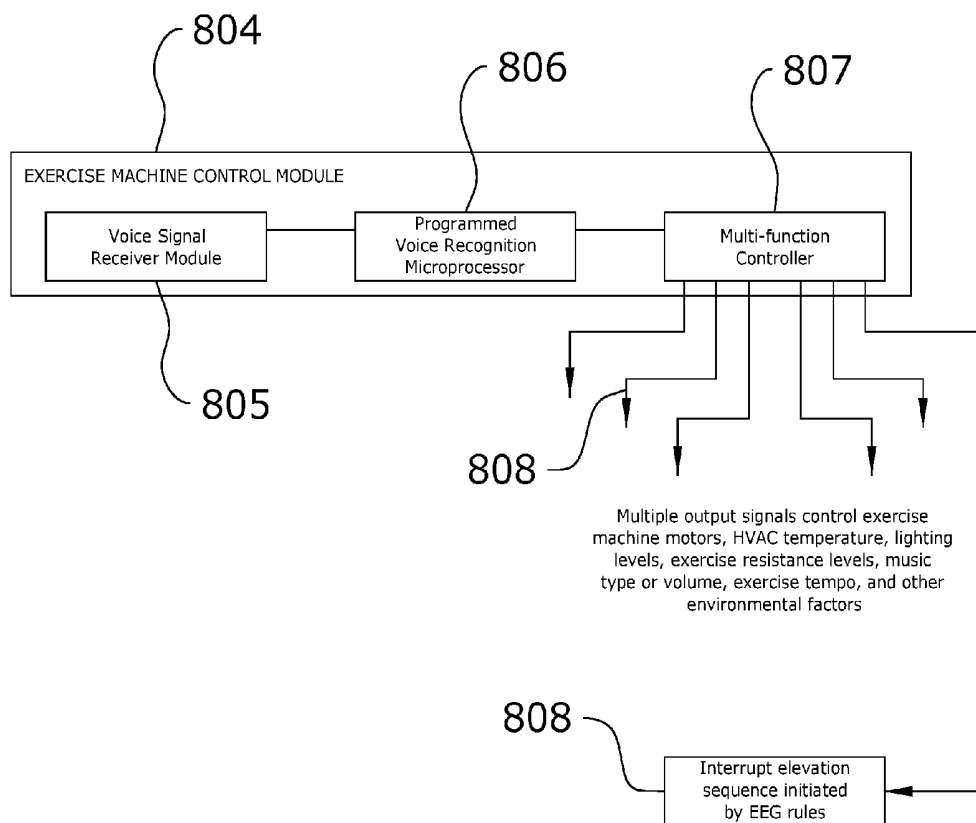 804
806
807
EXERCISE MACHINE CONTROL MODULE
Voice Signal
Receiver Module
Programmed
Voice Recognition
Microprocessor
Multi-function
Controller
805
808
Multiple output signals control exercise
machine motors, HVAC temperature, lighting
levels, exercise resistance levels, music
type or volume, exercise tempo, and other
environmental factors
808
Interrupt elevation
sequence initiated
by EEG rules